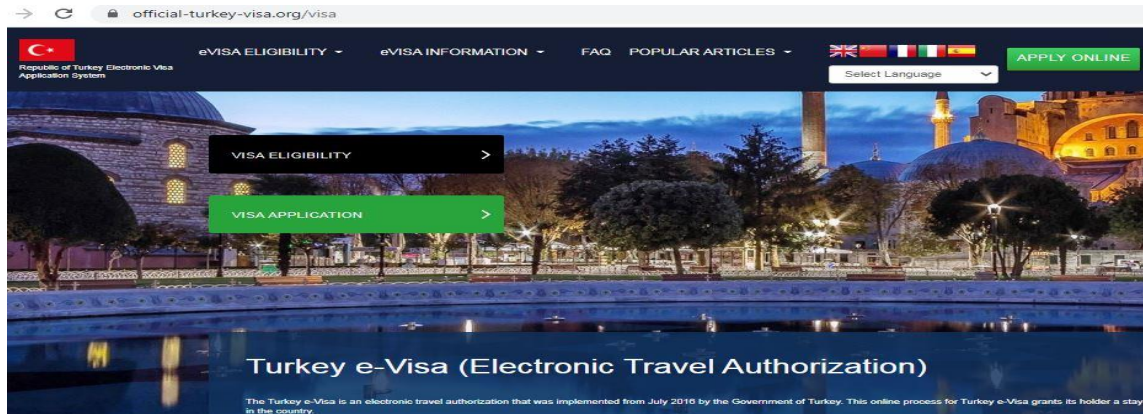 official-turkey-visa.org/visa
eVISA ELIGIBILITY
eVISA INFORMATION
FAQ
POPULAR ARTICLES
APPLY ONLINE
Republic of Turkey Electronic Visa
Application System
Select Language
VISA ELIGIBILITY
VISA APPLICATION
Turkey e-Visa (Electronic Travel Authorization)
The Turkey e-Visa is an electronic travel authorization that was implemented from July 2016 by the Government of Turkey. This online process for Turkey e-Visa grants its holder a stay
in the country.